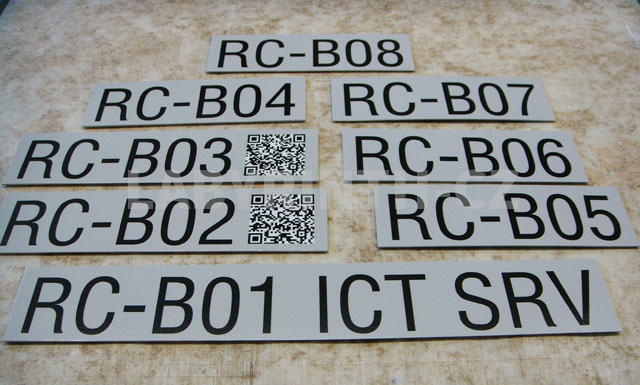 RC-B08
RC-B04
RC-B07
RC-B03
RC-B06
RC-B02
RC-B05
RC-B01 ICT SRV